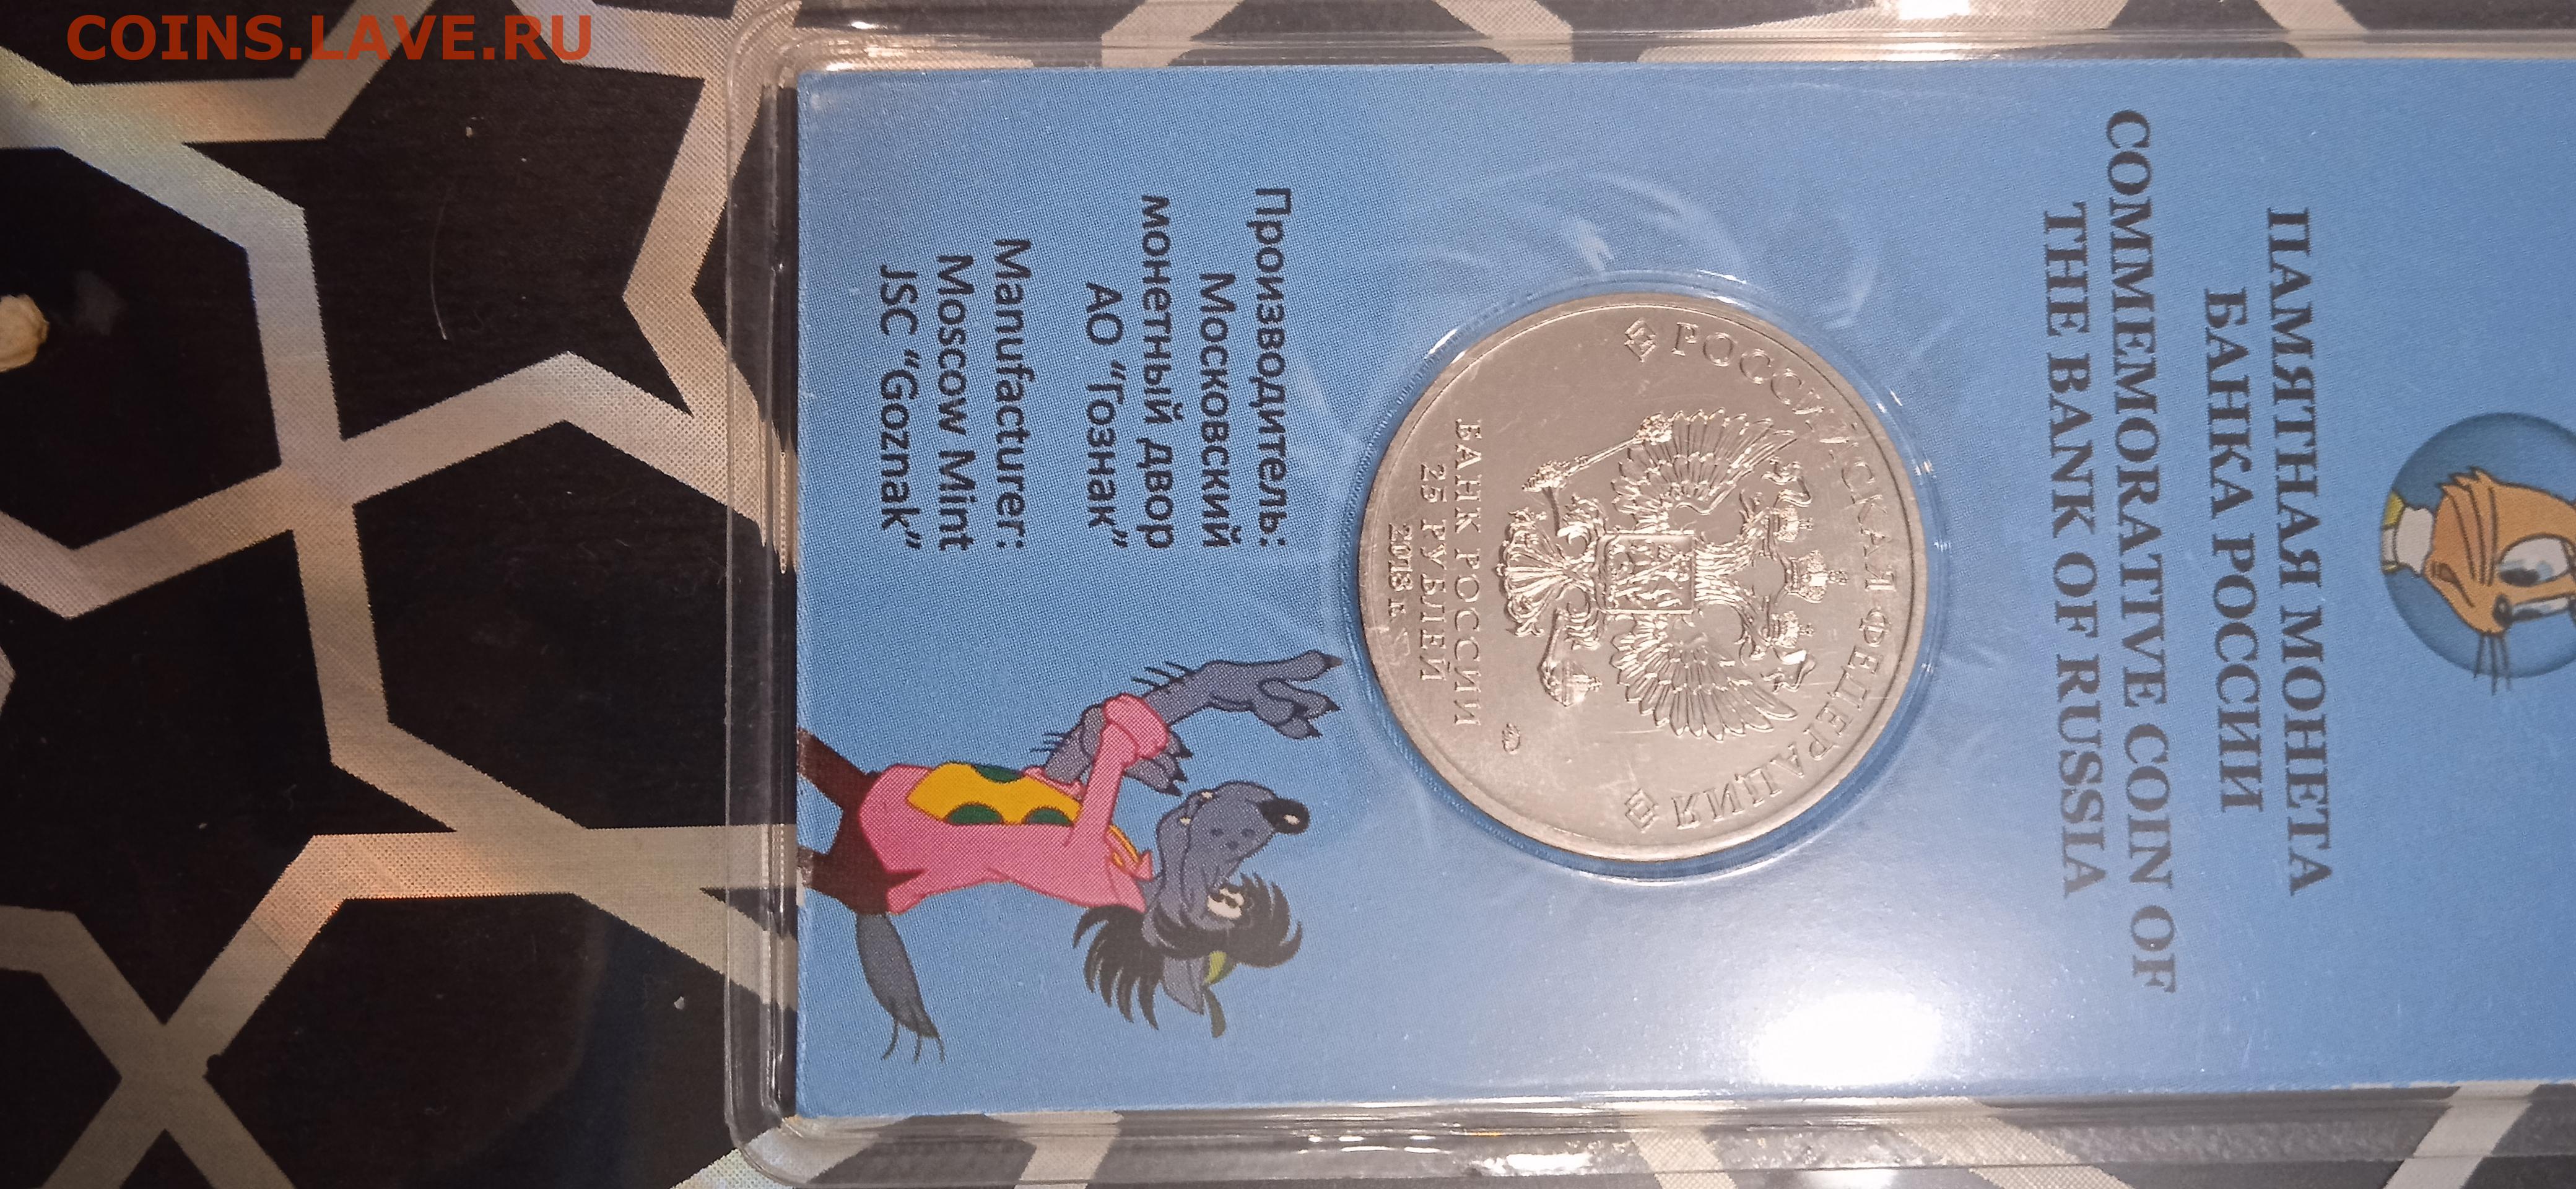 COINS.LAVE.RU
ПАМЯТНАЯ МОНЕТА
БАНКА РОССИИ
COMMEMORATIVE COIN OF
THE BANK OF RUSSIA
РОССИЙСКАЯ ФЕДЕРАЦИЯ
БАНК РОССИИ
25 РУБЛЕЙ
2018 г.
Производитель:
Московский
монетный двор
АО "Гознак"
Manufacturer:
Moscow Mint
JSC "Goznak"